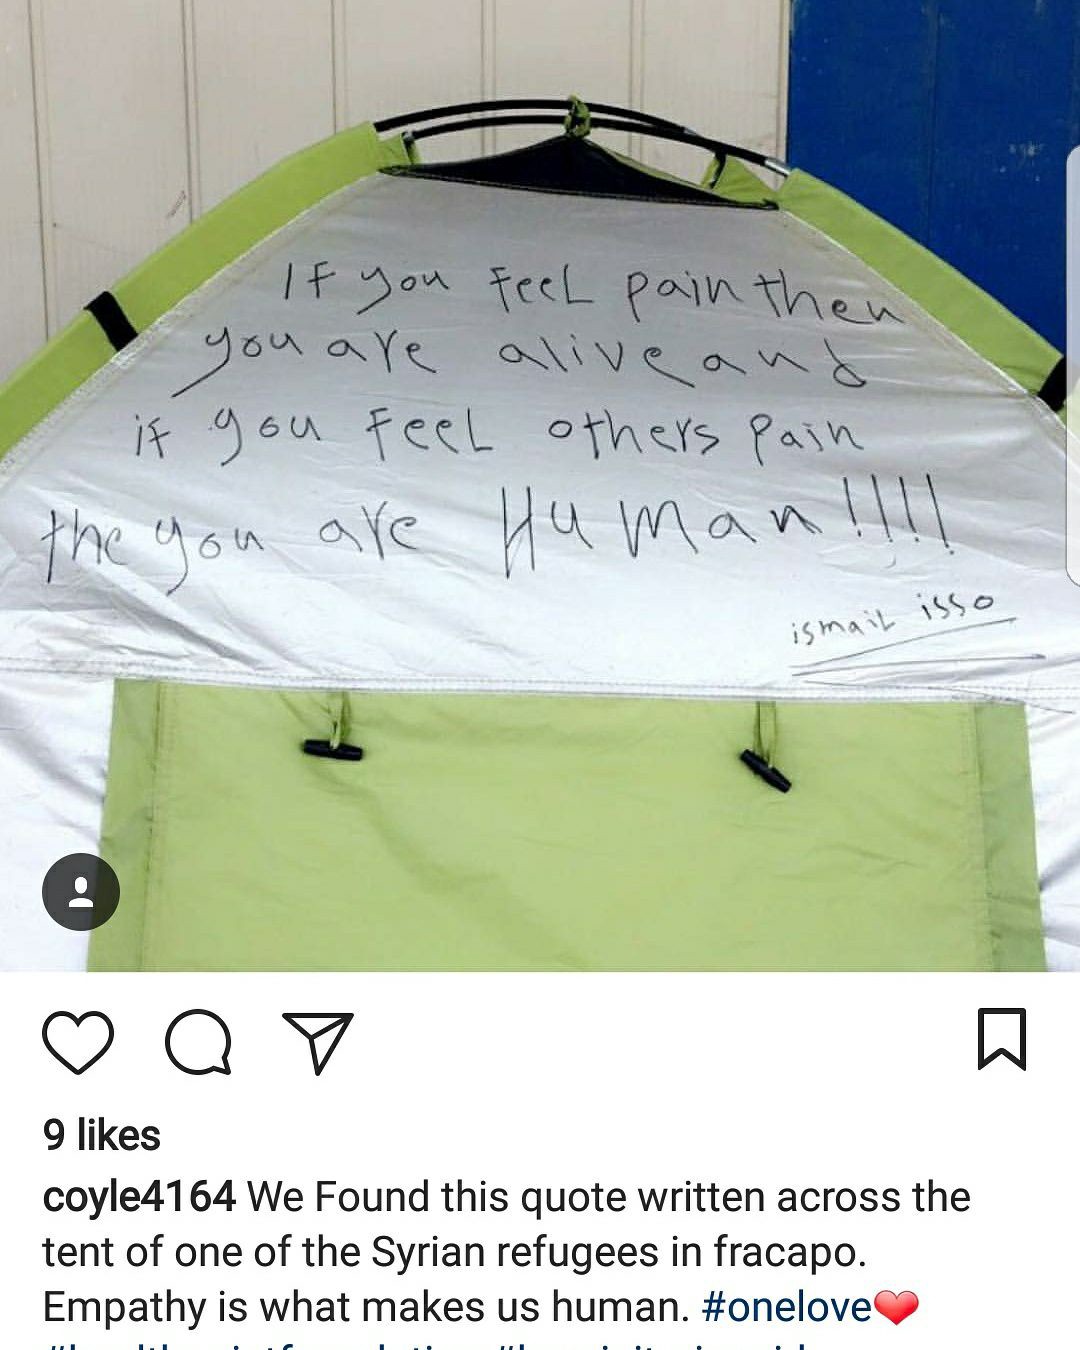 If you feel pain then
you are alive and
if you feel others pain
the you are Human!!!!
ismail isso
9 likes
coyle4164 We Found this quote written across the
tent of one of the Syrian refugees in fracapo.
Empathy is what makes us human. #onelove❤️